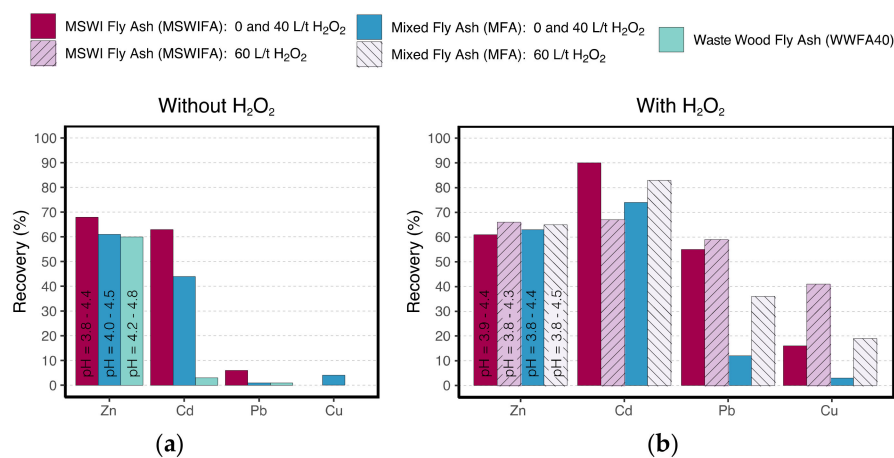 MSWI Fly Ash (MSWIFA): 0 and 40 L/t H₂O₂
MSWI Fly Ash (MSWIFA): 60 L/t H₂O₂
Mixed Fly Ash (MFA): 0 and 40 L/t H₂O₂
Mixed Fly Ash (MFA): 60 L/t H₂O₂
Waste Wood Fly Ash (WWFA40)
Without H₂O₂
Recovery (%)
100
90
80
70
60
50
40
30
20
10
0
pH = 3.8 - 4.4
pH = 4.0 - 4.5
pH = 4.2 - 4.8
Zn Cd Pb Cu
(a)
With H₂O₂
Recovery (%)
100
90
80
70
60
50
40
30
20
10
0
pH = 3.9 - 4.4
pH = 3.8 - 4.3
pH = 3.8 - 4.4
pH = 3.8 - 4.5
Zn Cd Pb Cu
(b)